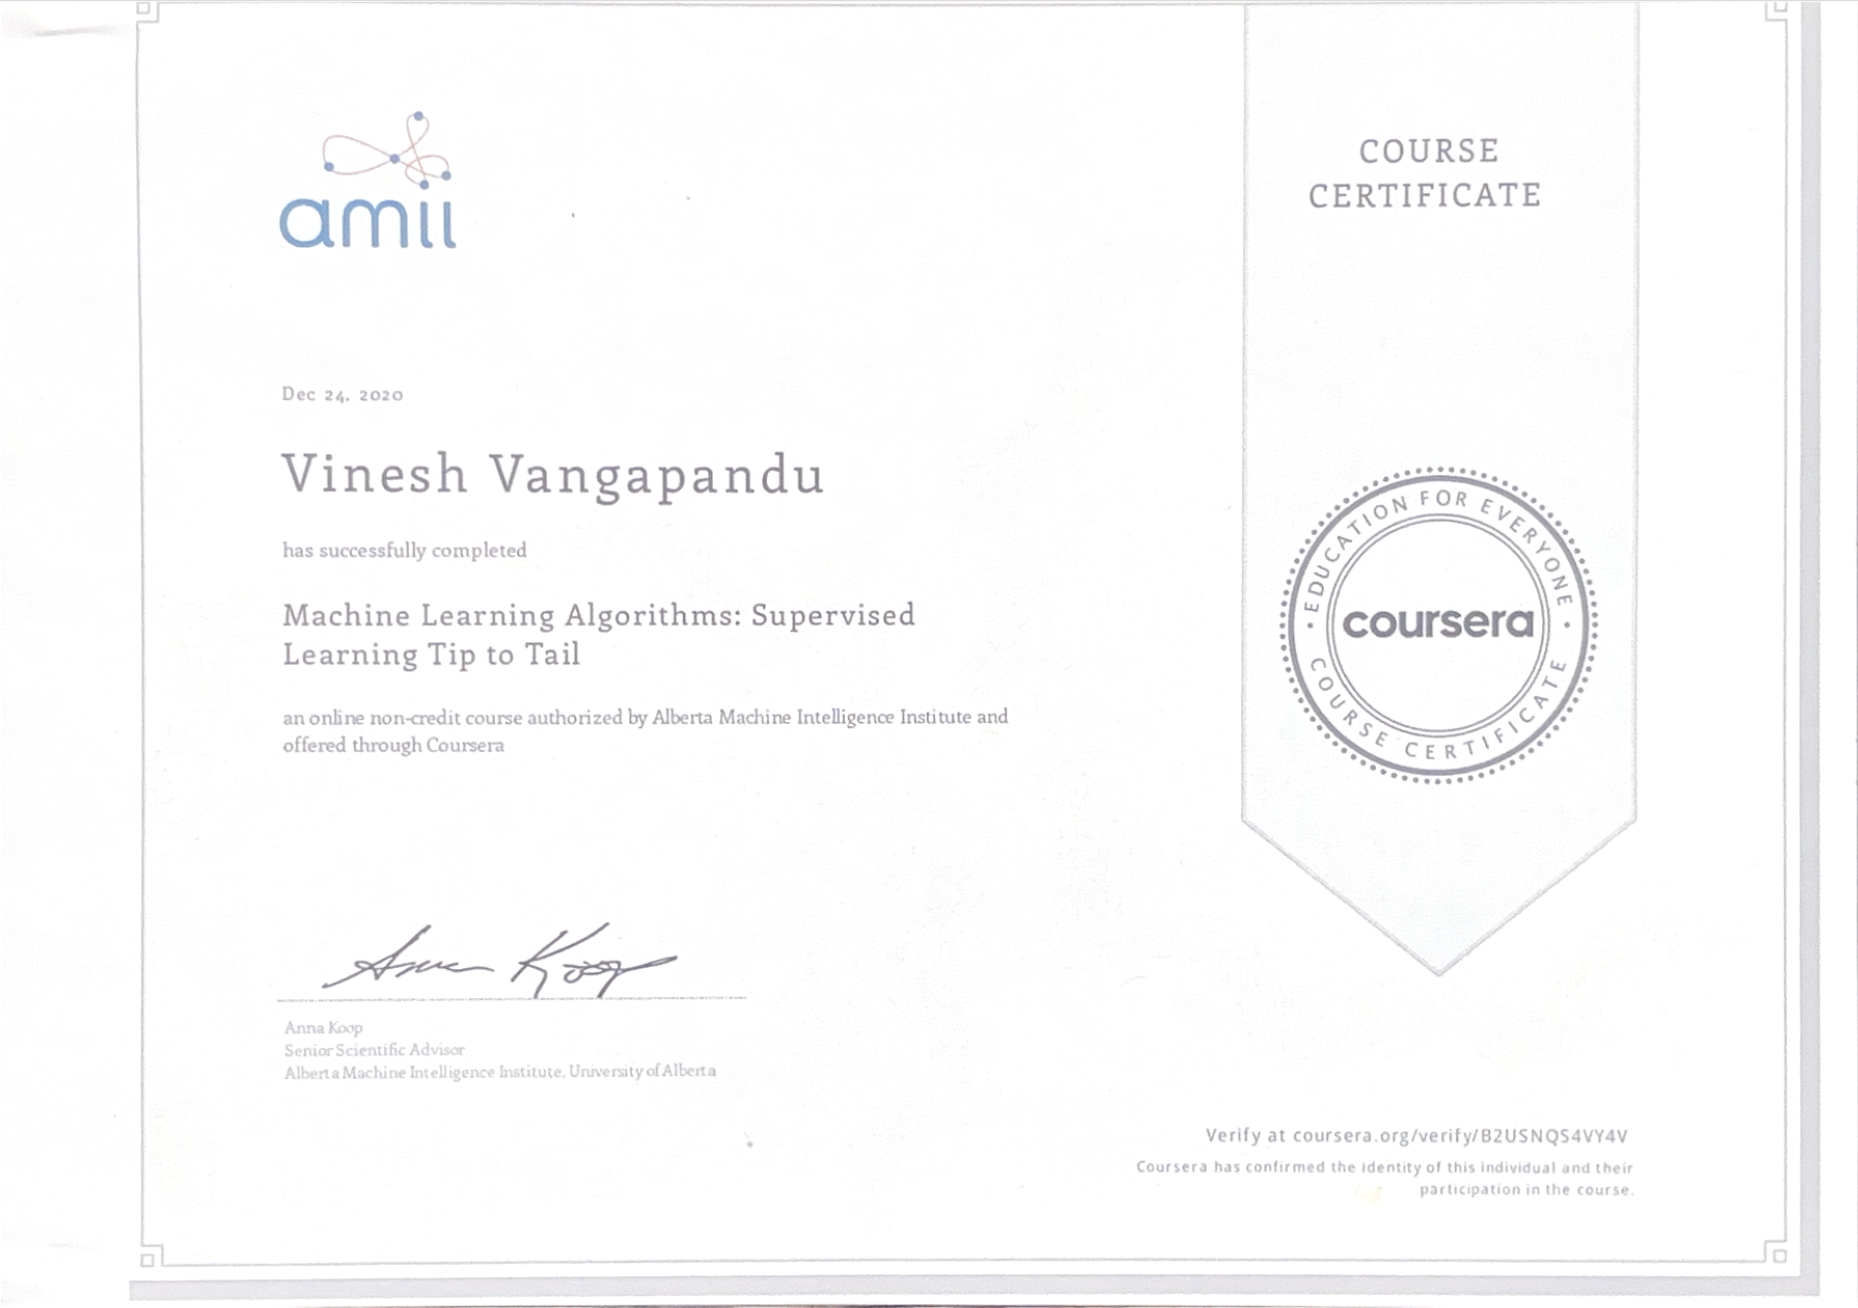 amii
COURSE
CERTIFICATE
Dec 24, 2020
Vinesh Vangapandu
has successfully completed
Machine Learning Algorithms: Supervised
Learning Tip to Tail
an online non-credit course authorized by Alberta Machine Intelligence Institute and
offered through Coursera
EDUCATION FOR EVERYONE
coursera
COURSE CERTIFICATE
Anna Koop
Anna Koop
Senior Scientific Advisor
Alberta Machine Intelligence Institute, University of Alberta
Verify at coursera.org/verify/B2USNQS4VY4V
Coursera has confirmed the identity of this individual and their
participation in the course.